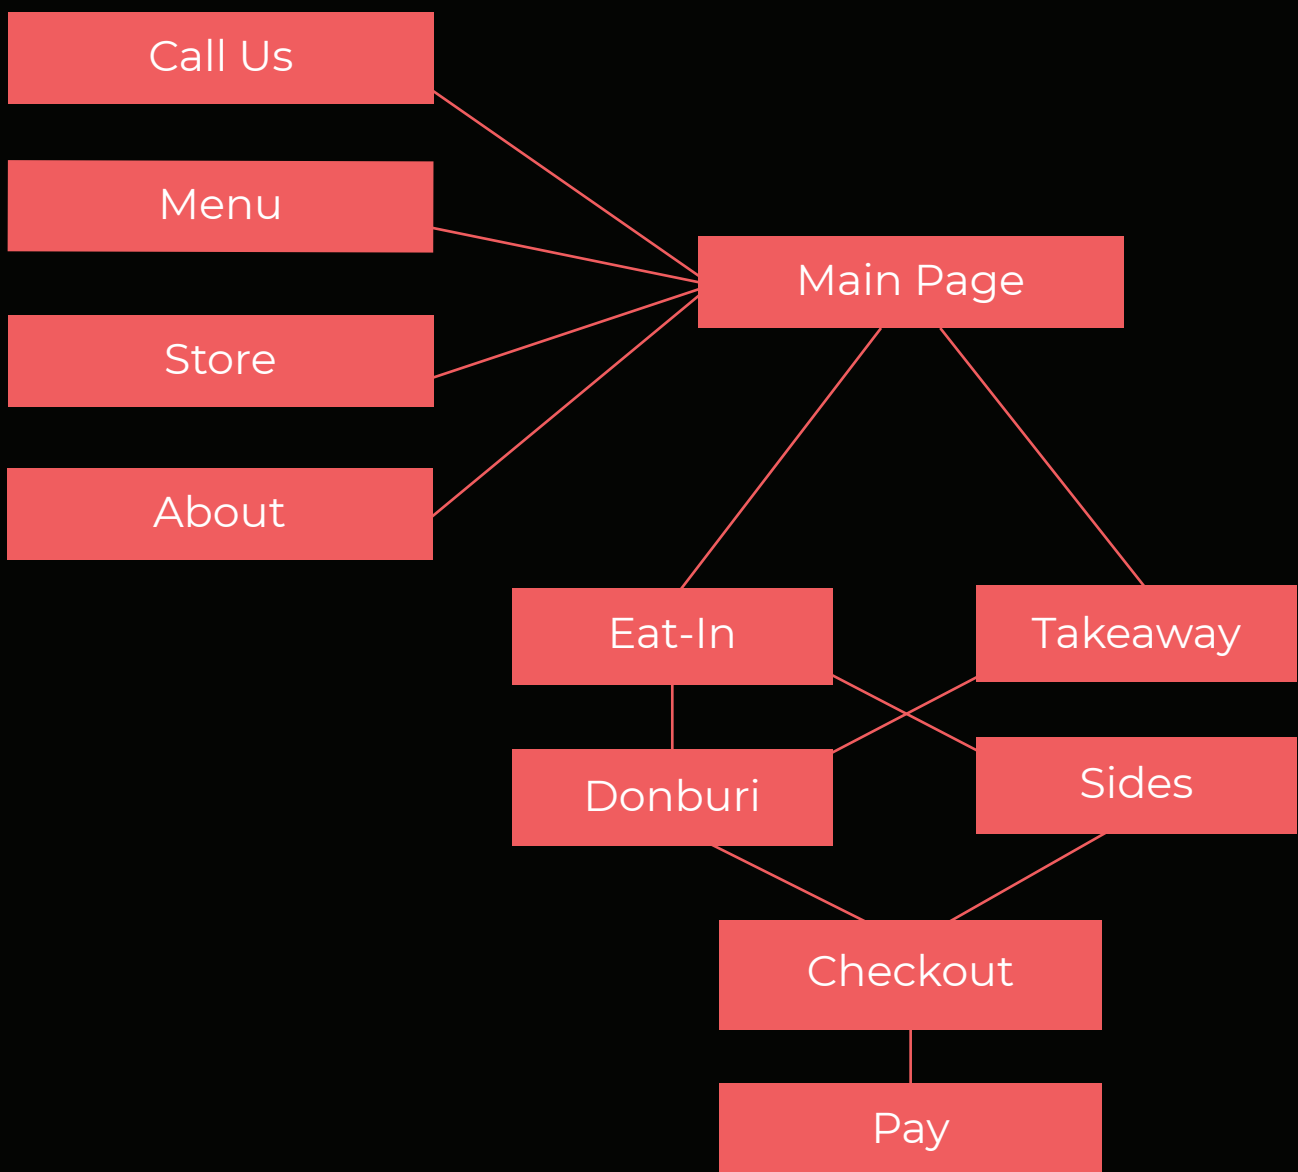 Call Us
Menu
Store
About
Main Page
Eat-In
Takeaway
Donburi
Sides
Checkout
Pay